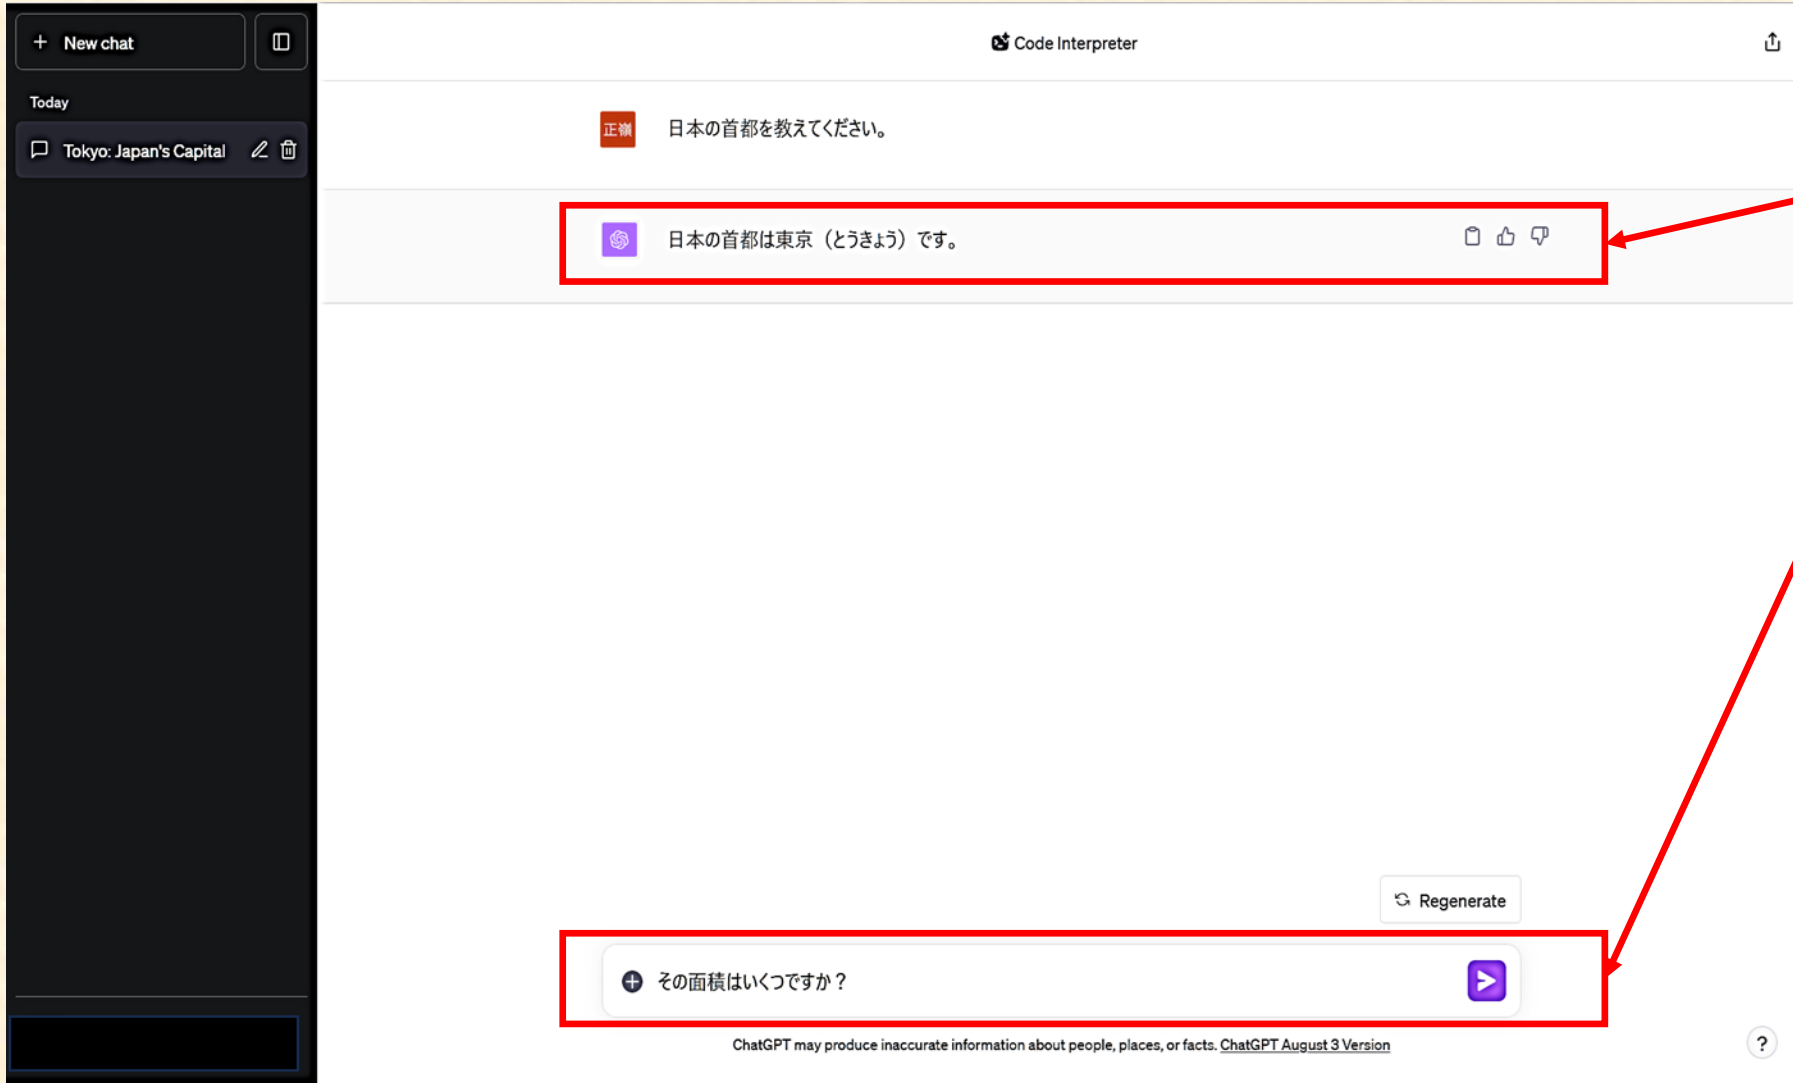 New chat
Code Interpreter
Today
Tokyo: Japan's Capital
正嶺 日本の首都を教えてください。
日本の首都は東京（とうきょう）です。
Regenerate
その面積はいくつですか？
ChatGPT may produce inaccurate information about people, places, or facts. ChatGPT August 3 Version
?